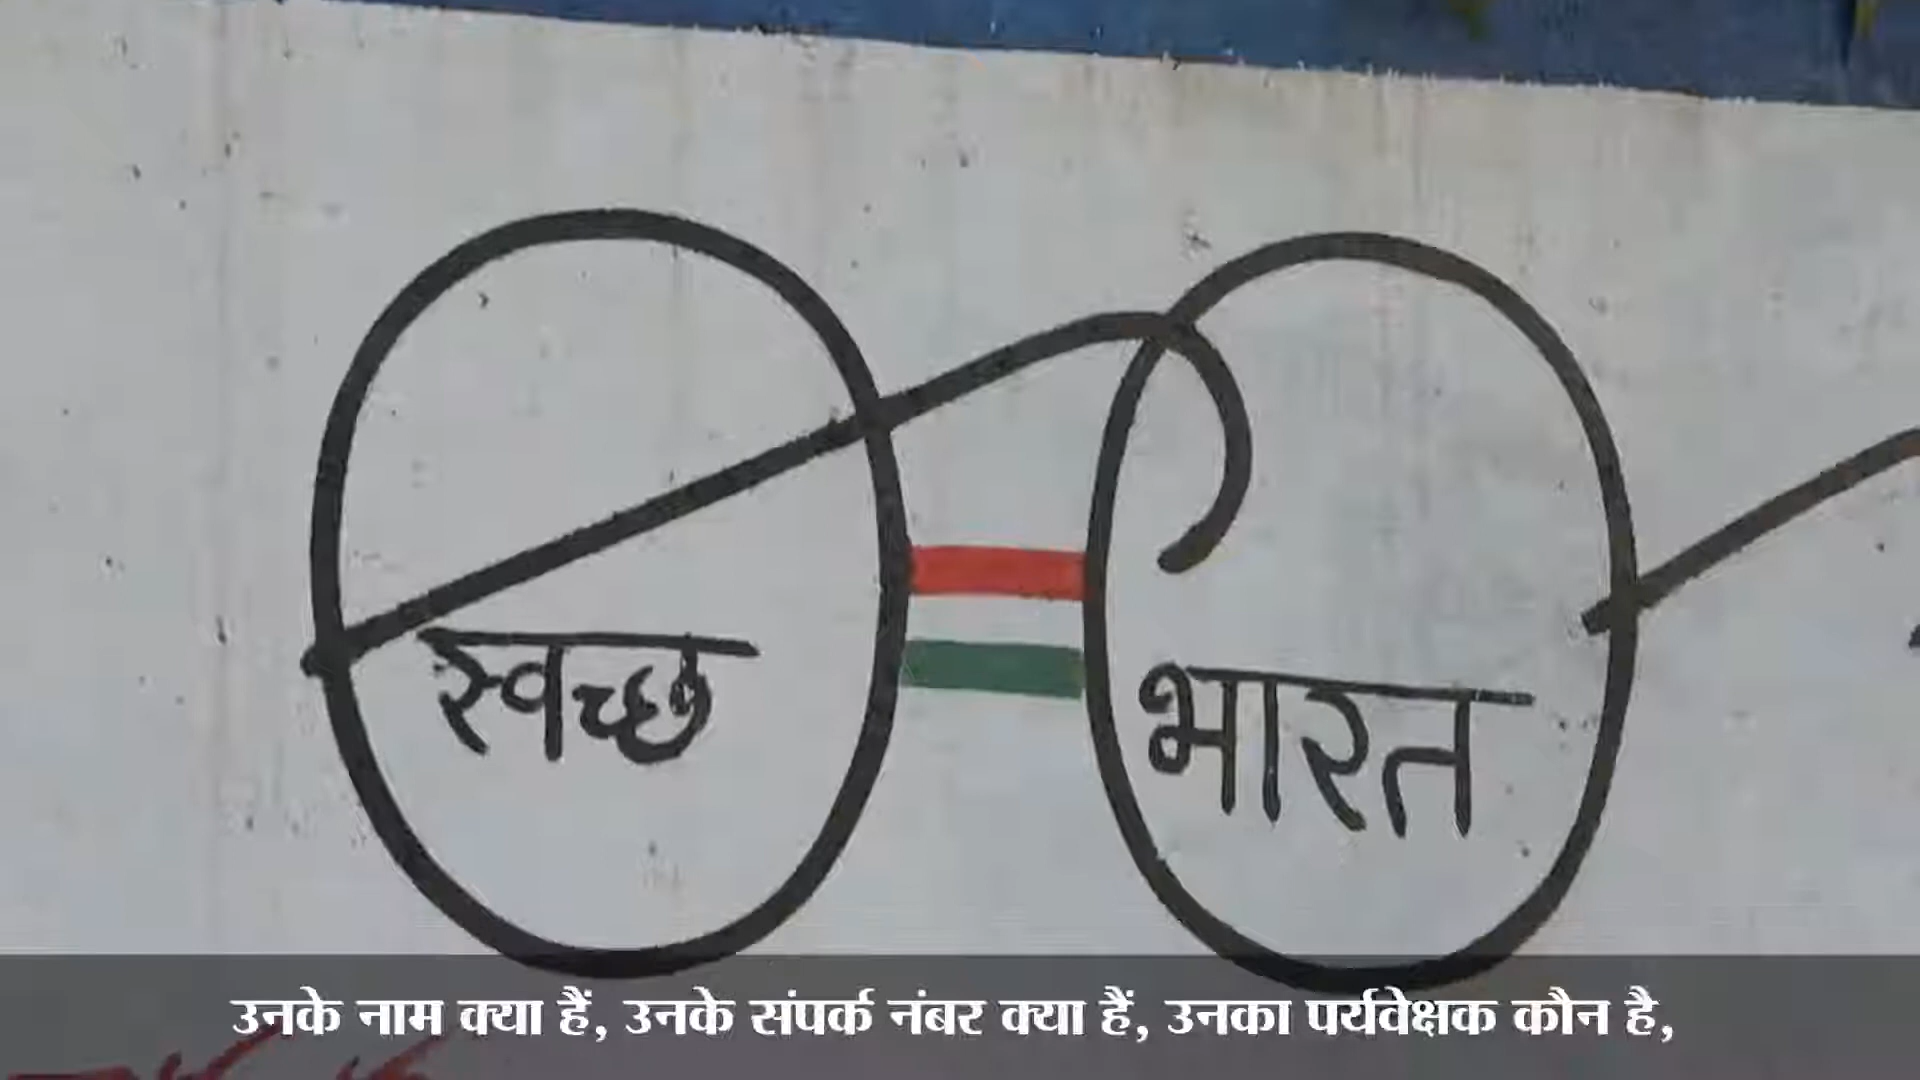 स्वच्छ
भारत
उनके नाम क्या हैं, उनके संपर्क नंबर क्या हैं, उनका पर्यवेक्षक कौन है,